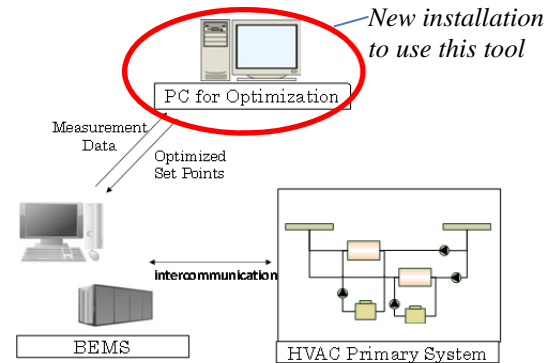 New installation
to use this tool
PC for Optimization
Measurement
Data
Optimized
Set Points
intercommunication
BEMS
HVAC Primary System